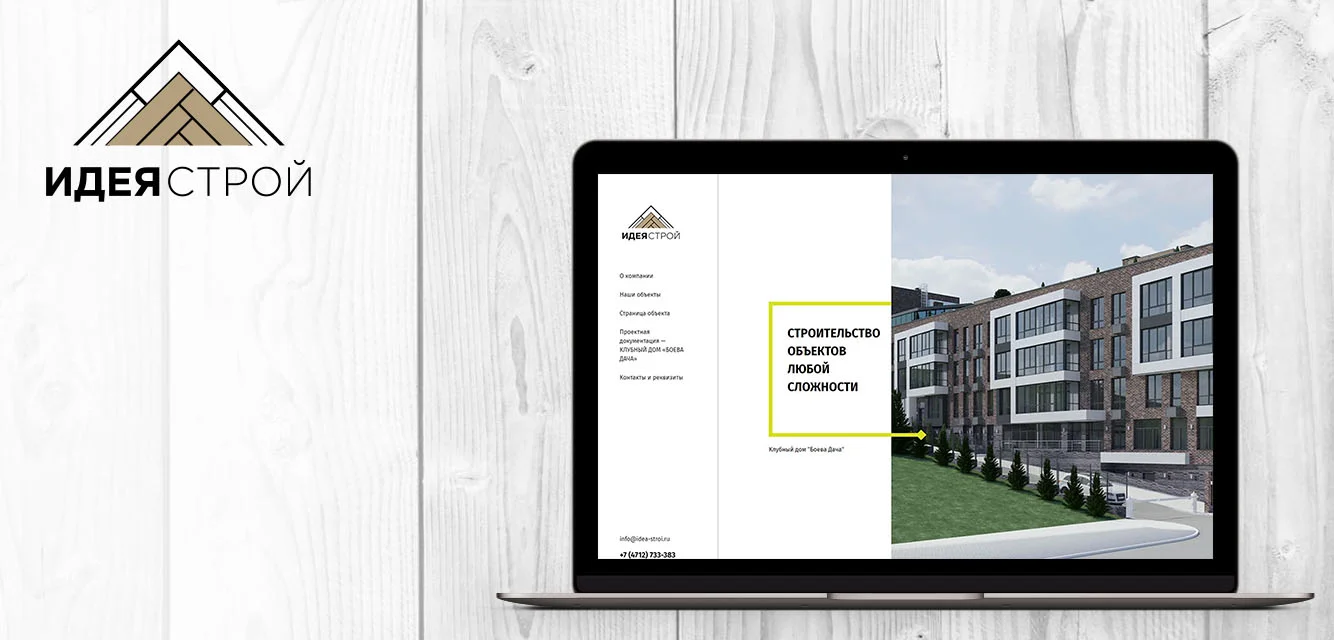 ИДЕЯСТРОЙ
ИДЕЯСТРОЙ
О компании
Наши объекты
Страница объекта
Проектная
документация —
КЛУБНЫЙ ДОМ «БОЕВА
ДАЧА»
Контакты и реквизиты
info@idea-stroi.ru
+7 (4712) 733-383
СТРОИТЕЛЬСТВО
ОБЪЕКТОВ
ЛЮБОЙ
СЛОЖНОСТИ
Клубный дом "Боева Дача"